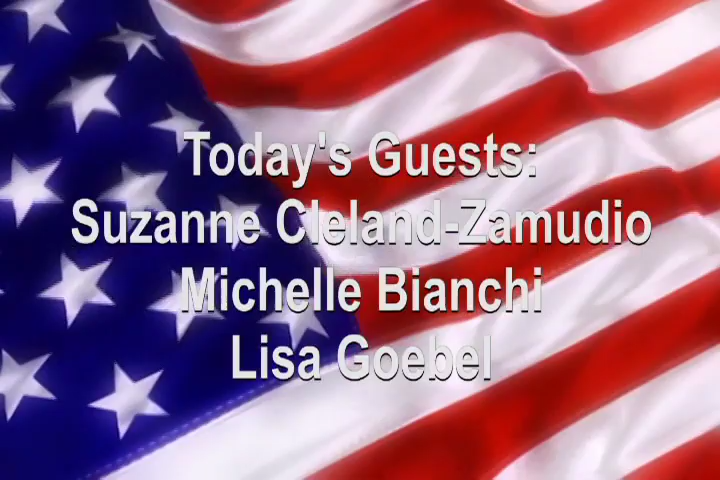 Today's Guests:
Suzanne Cleland-Zamudio
Michelle Bianchi
Lisa Goebel